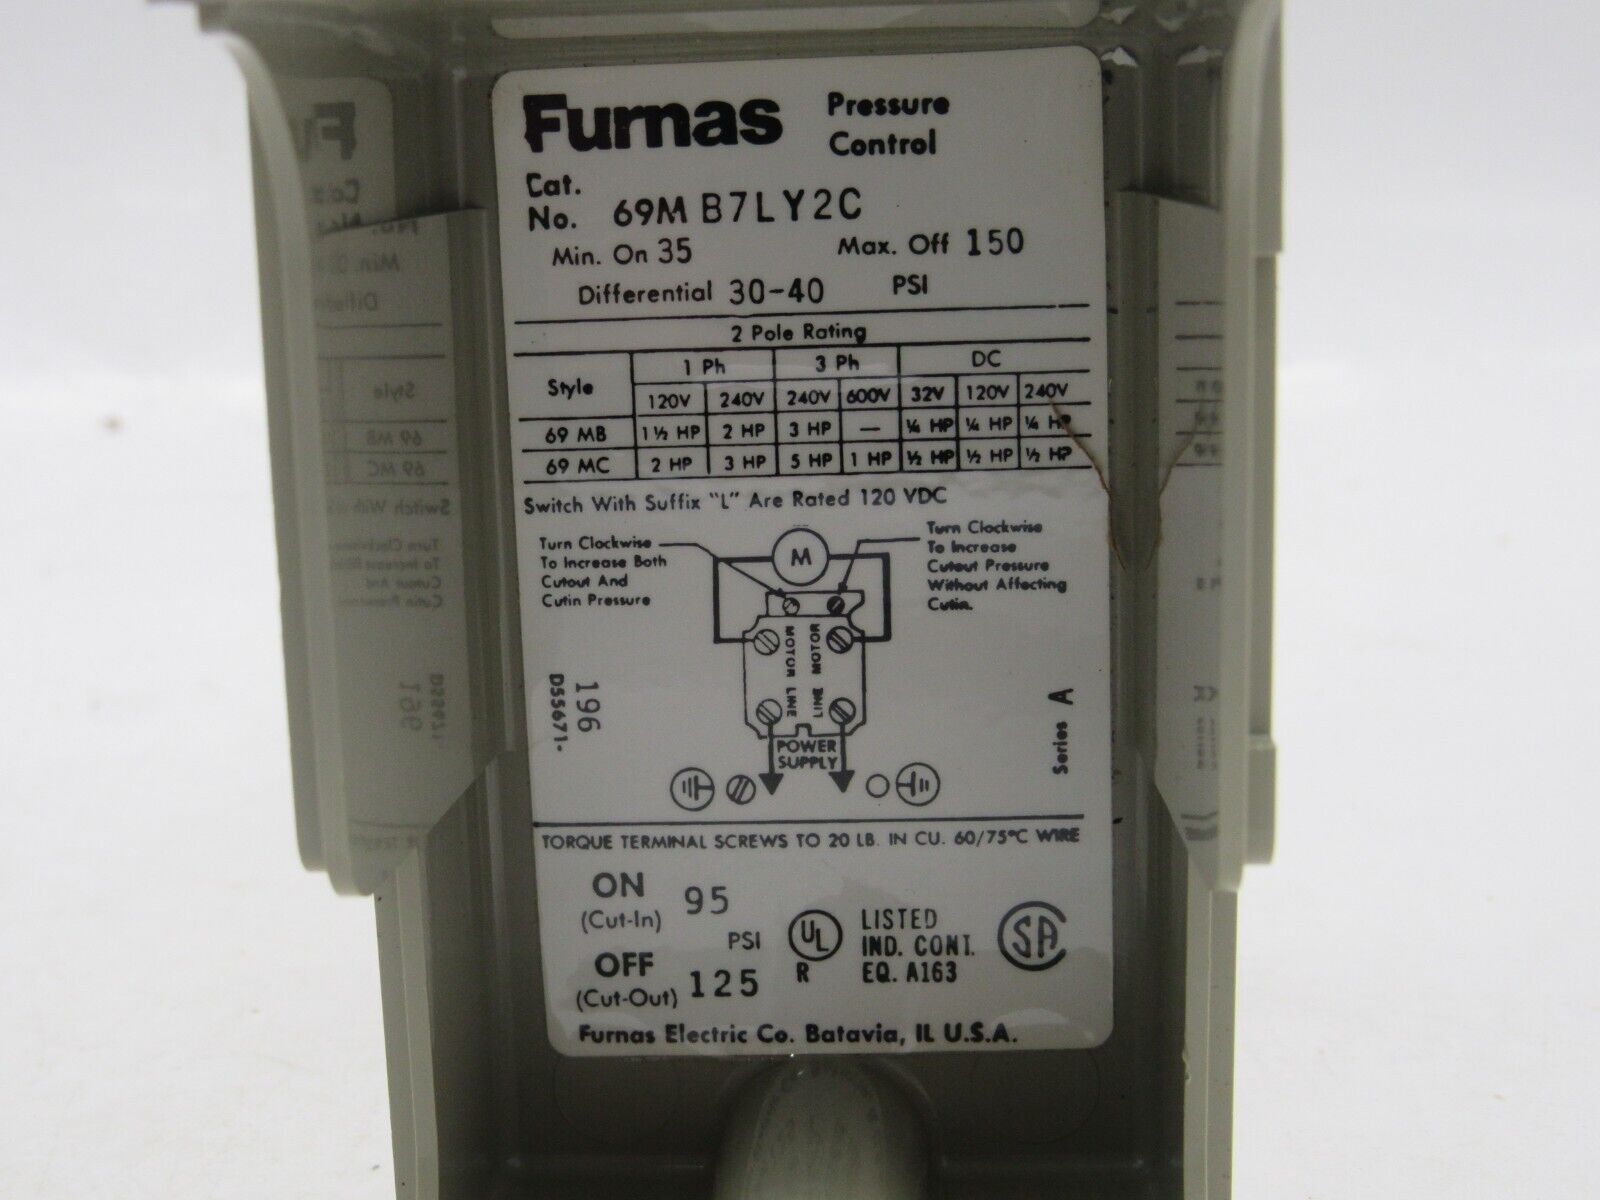 Furnas Pressure Control
Cat. No. 69M B7LY2C
Min. On 35 Max. Off 150
Differential 30-40 PSI
2 Pole Rating
Style 1 Ph 3 Ph DC
120V 240V 240V 600V 32V 120V 240V
69 MB 1½ HP 2 HP 3 HP — ¼ HP ¼ HP ¼ HP
69 MC 2 HP 3 HP 5 HP 1 HP ½ HP ½ HP ½ HP
Switch With Suffix "L" Are Rated 120 VDC
Turn Clockwise
To Increase Both
Cutout And
Cutin Pressure
M
Turn Clockwise
To Increase
Cutout Pressure
Without Affecting
Cutin.
MOTOR LINE
MOTOR LINE
POWER
SUPPLY
D55671-
196
Series A
TORQUE TERMINAL SCREWS TO 20 LB. IN CU. 60/75°C WIRE
ON 95
(Cut-In)
PSI
OFF 125
(Cut-Out)
UL
R
LISTED
IND. CONT.
EQ. A163
SA
Furnas Electric Co. Batavia, IL U.S.A.